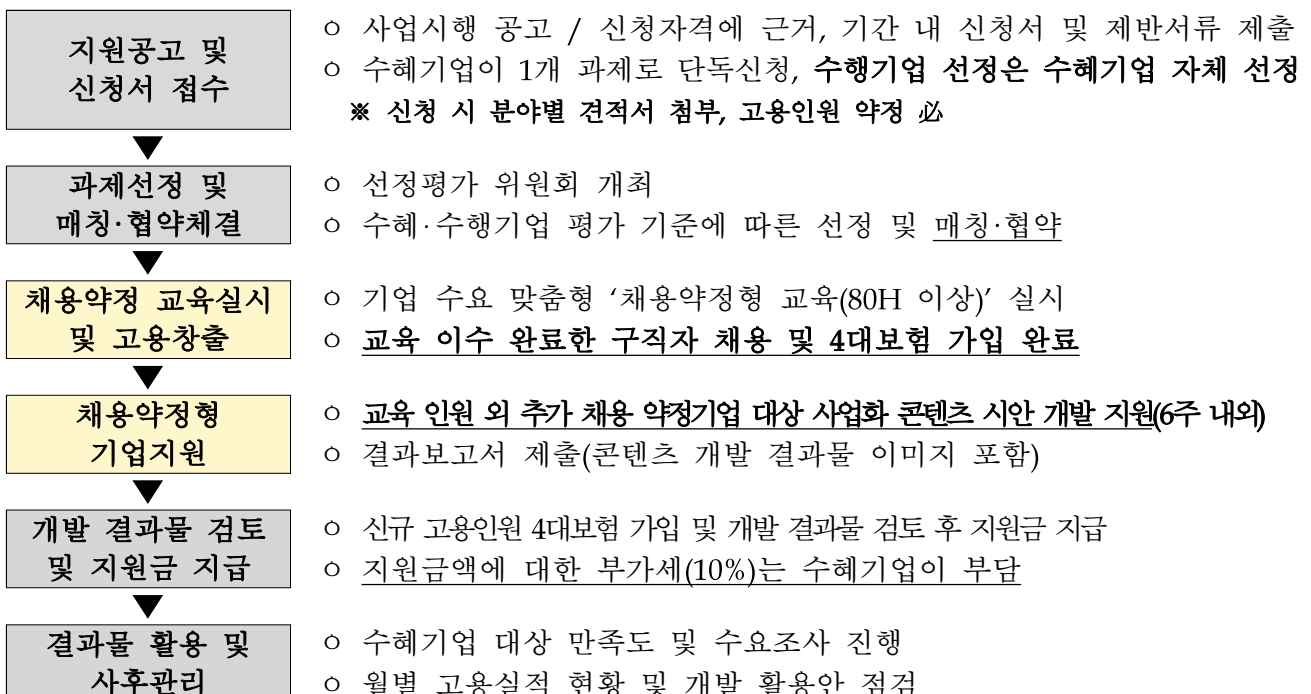 지원공고 및
신청서 접수
ㅇ 사업시행 공고 / 신청자격에 근거, 기간 내 신청서 및 제반서류 제출
ㅇ 수혜기업이 1개 과제로 단독신청, 수행기업 선정은 수혜기업 자체 선정
※ 신청 시 분야별 견적서 첨부, 고용인원 약정 必
과제선정 및
매칭·협약체결
ㅇ 선정평가 위원회 개최
ㅇ 수혜·수행기업 평가 기준에 따른 선정 및 매칭·협약
채용약정 교육실시
및 고용창출
ㅇ 기업 수요 맞춤형 ‘채용약정형 교육(80H 이상)’ 실시
ㅇ 교육 이수 완료한 구직자 채용 및 4대보험 가입 완료
채용약정형
기업지원
ㅇ 교육 인원 외 추가 채용 약정기업 대상 사업화 콘텐츠 시안 개발 지원(6주 내외)
ㅇ 결과보고서 제출(콘텐츠 개발 결과물 이미지 포함)
개발 결과물 검토
및 지원금 지급
ㅇ 신규 고용인원 4대보험 가입 및 개발 결과물 검토 후 지원금 지급
ㅇ 지원금액에 대한 부가세(10%)는 수혜기업이 부담
결과물 활용 및
사후관리
ㅇ 수혜기업 대상 만족도 및 수요조사 진행
ㅇ 월별 고용실적 현황 및 개발 활용안 점검